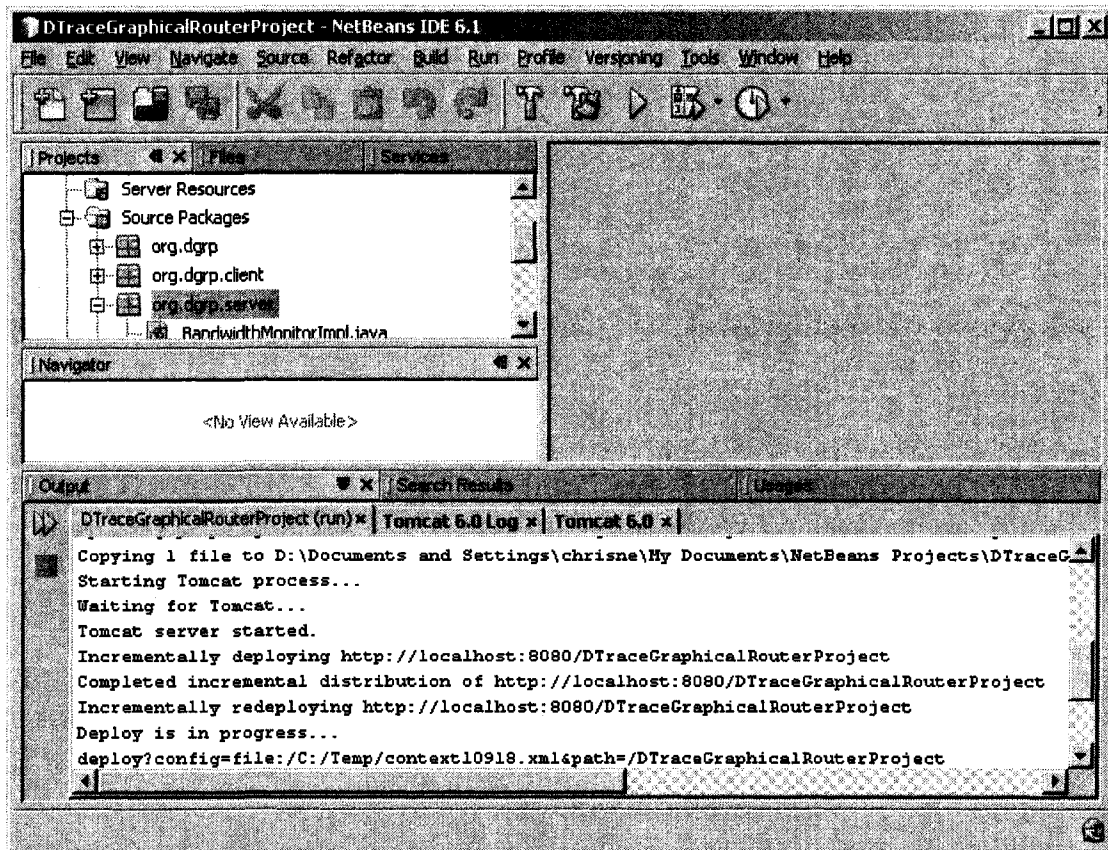 DTraceGraphicalRouterProject - NetBeans IDE 6.1
File Edit View Navigate Source Refactor Build Run Profile Versioning Tools Window Help
Projects Files Services
Server Resources
Source Packages
org.dgrp
org.dgrp.client
org.dgrp.server
BandwidthMonitorImpl.java
Navigator
<No View Available>
Output Search Results Usages
DTraceGraphicalRouterProject (run) Tomcat 6.0 Log Tomcat 6.0
Copying 1 file to D:\Documents and Settings\chrisne\My Documents\NetBeans Projects\DTraceG
Starting Tomcat process...
Waiting for Tomcat...
Tomcat server started.
Incrementally deploying http://localhost:8080/DTraceGraphicalRouterProject
Completed incremental distribution of http://localhost:8080/DTraceGraphicalRouterProject
Incrementally redeploying http://localhost:8080/DTraceGraphicalRouterProject
Deploy is in progress...
deploy?config=file:/C:/Temp/context10918.xml&path=/DTraceGraphicalRouterProject